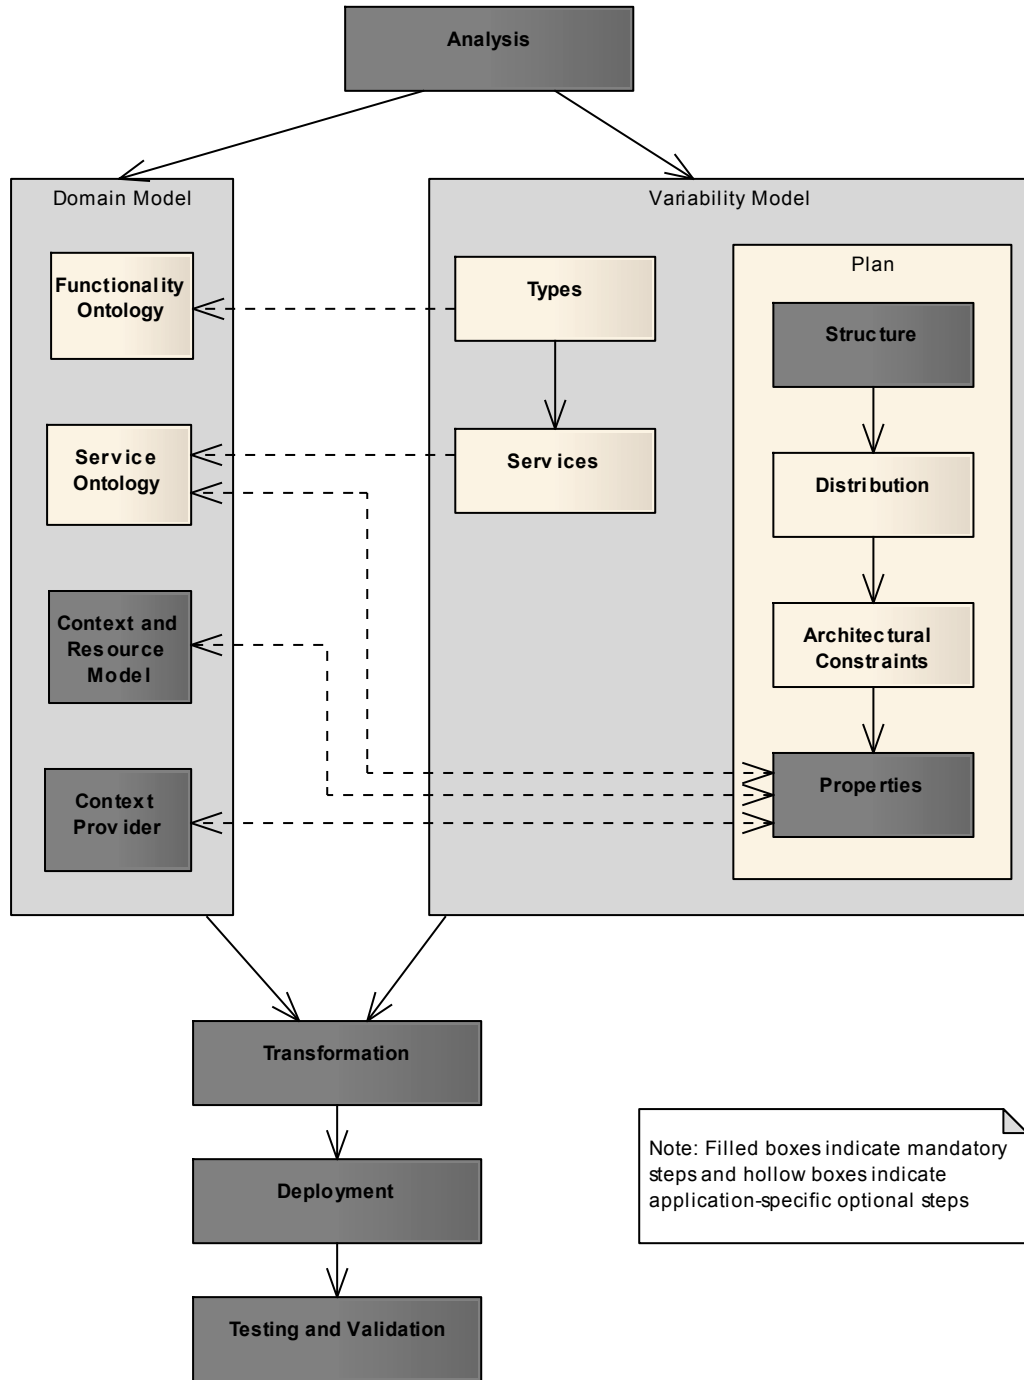 Analysis
Domain Model
Functionality
Ontology
Service
Ontology
Context and
Resource
Model
Context
Provider
Variability Model
Types
Services
Plan
Structure
Distribution
Architectural
Constraints
Properties
Transformation
Deployment
Testing and Validation
Note: Filled boxes indicate mandatory
steps and hollow boxes indicate
application-specific optional steps